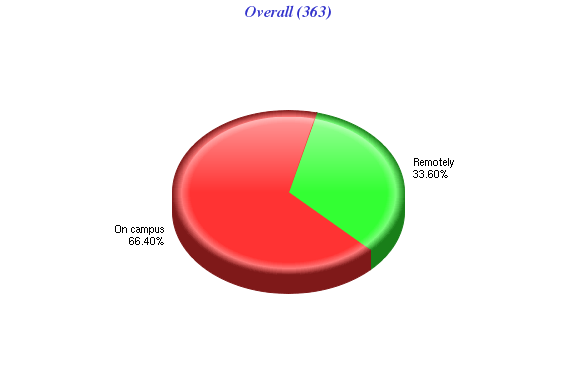 Overall (363)
Remotely
33.60%
On campus
66.40%